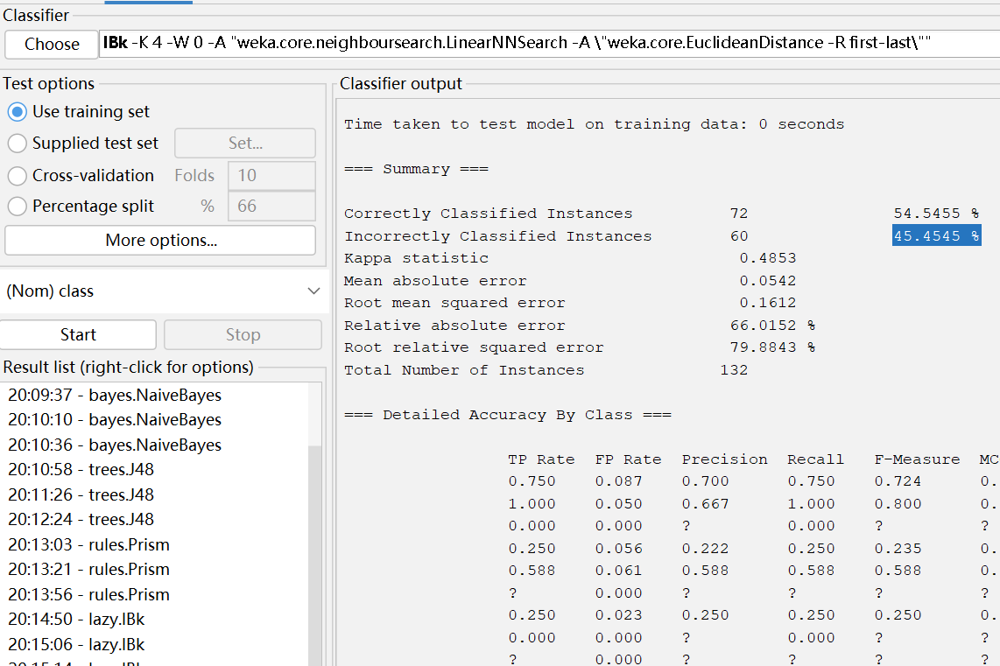 Classifier
Choose IBk -K 4 -W 0 -A "weka.core.neighboursearch.LinearNNSearch -A \"weka.core.EuclideanDistance -R first-last\""
Test options
Use training set
Supplied test set Set...
Cross-validation Folds 10
Percentage split % 66
More options...
(Nom) class
Start Stop
Result list (right-click for options)
20:09:37 - bayes.NaiveBayes
20:10:10 - bayes.NaiveBayes
20:10:36 - bayes.NaiveBayes
20:10:58 - trees.J48
20:11:26 - trees.J48
20:12:24 - trees.J48
20:13:03 - rules.Prism
20:13:21 - rules.Prism
20:13:56 - rules.Prism
20:14:50 - lazy.IBk
20:15:06 - lazy.IBk
Classifier output
Time taken to test model on training data: 0 seconds
=== Summary ===
Correctly Classified Instances 72 54.5455 %
Incorrectly Classified Instances 60 45.4545 %
Kappa statistic 0.4853
Mean absolute error 0.0542
Root mean squared error 0.1612
Relative absolute error 66.0152 %
Root relative squared error 79.8843 %
Total Number of Instances 132
=== Detailed Accuracy By Class ===
TP Rate FP Rate Precision Recall F-Measure MC
0.750 0.087 0.700 0.750 0.724 0.
1.000 0.050 0.667 1.000 0.800 0.
0.000 0.000 ? 0.000 ? ?
0.250 0.056 0.222 0.250 0.235 0.
0.588 0.061 0.588 0.588 0.588 0.
? 0.000 ? ? ? ?
0.250 0.023 0.250 0.250 0.250 0.
0.000 0.000 ? 0.000 ? ?
? 0.000 ? ? ? ?